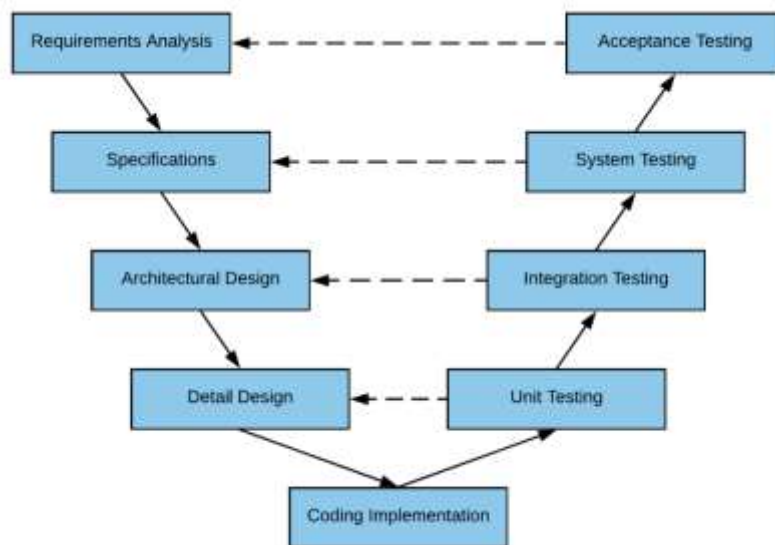 Requirements Analysis
Acceptance Testing
Specifications
System Testing
Architectural Design
Integration Testing
Detail Design
Unit Testing
Coding Implementation